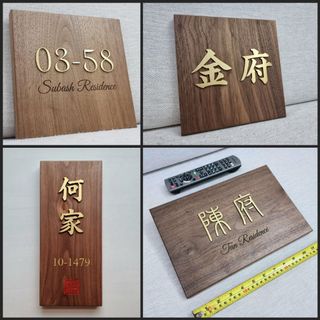 03-58
Subash Residence
金府
何家
10-1479
陳府
Tan Residence